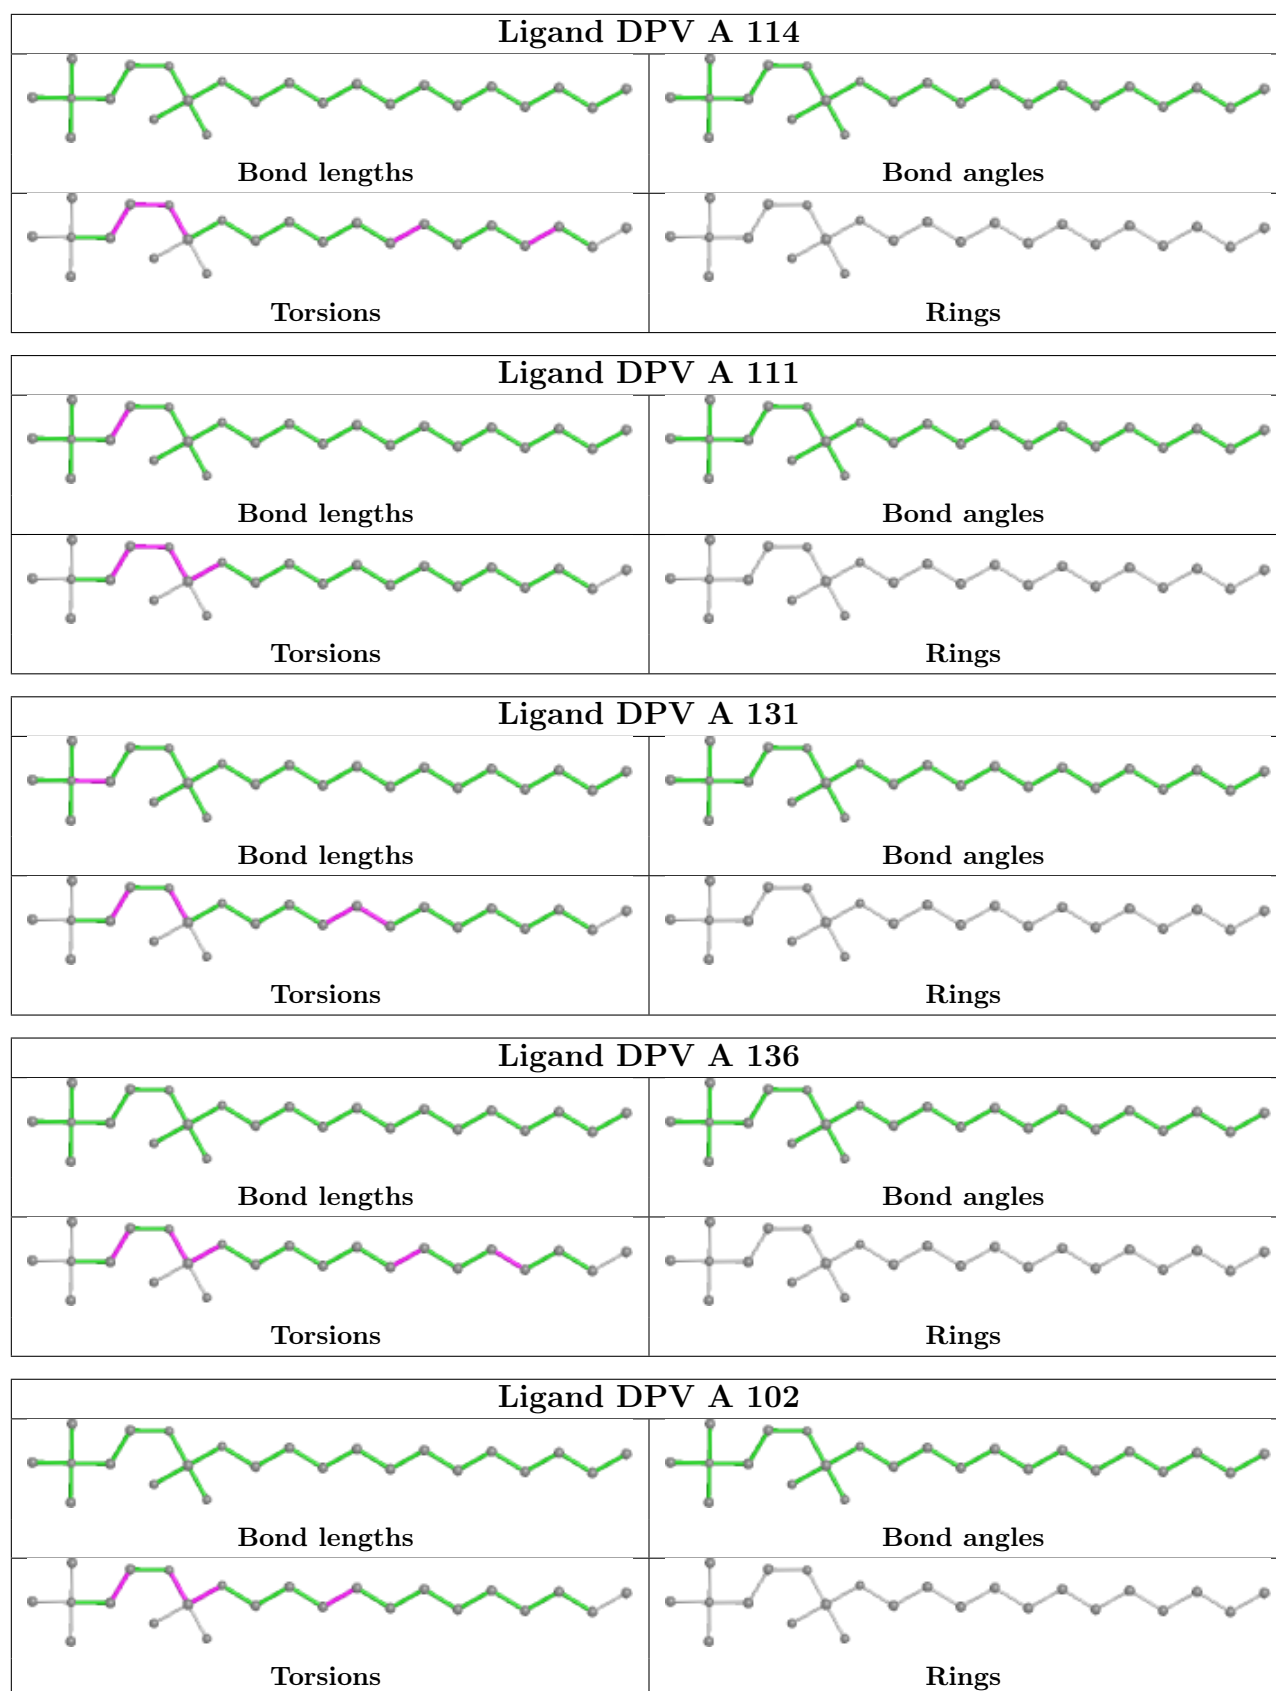 Ligand DPV A 114
Bond lengths
Bond angles
Torsions
Rings
Ligand DPV A 111
Bond lengths
Bond angles
Torsions
Rings
Ligand DPV A 131
Bond lengths
Bond angles
Torsions
Rings
Ligand DPV A 136
Bond lengths
Bond angles
Torsions
Rings
Ligand DPV A 102
Bond lengths
Bond angles
Torsions
Rings